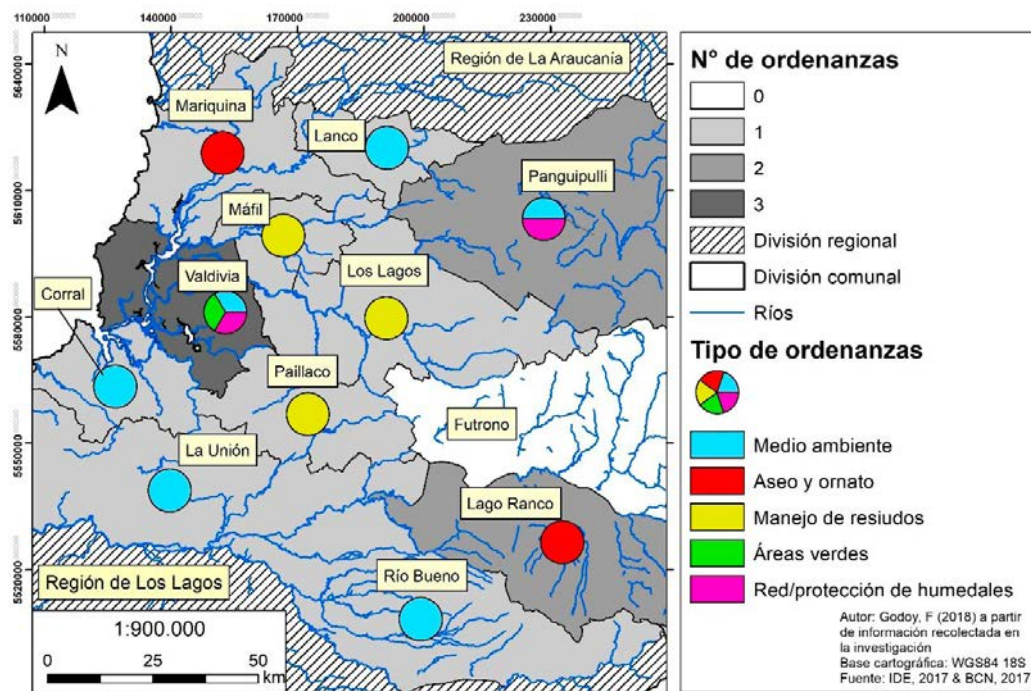 110000 140000 170000 200000 230000
5640000
5610000
5580000
5550000
5520000
N
Región de La Araucanía
Mariquina
Lanco
Panguipulli
Máfil
Los Lagos
Valdivia
Corral
Paillaco
Futrono
La Unión
Lago Ranco
Río Bueno
Región de Los Lagos
1:900.000
0 25 50
km
N° de ordenanzas
0
1
2
3
División regional
División comunal
Ríos
Tipo de ordenanzas
Medio ambiente
Aseo y ornato
Manejo de resiudos
Áreas verdes
Red/protección de humedales
Autor: Godoy, F (2018) a partir
de información recolectada en
la investigación
Base cartográfica: WGS84 18S
Fuente: IDE, 2017 & BCN, 2017